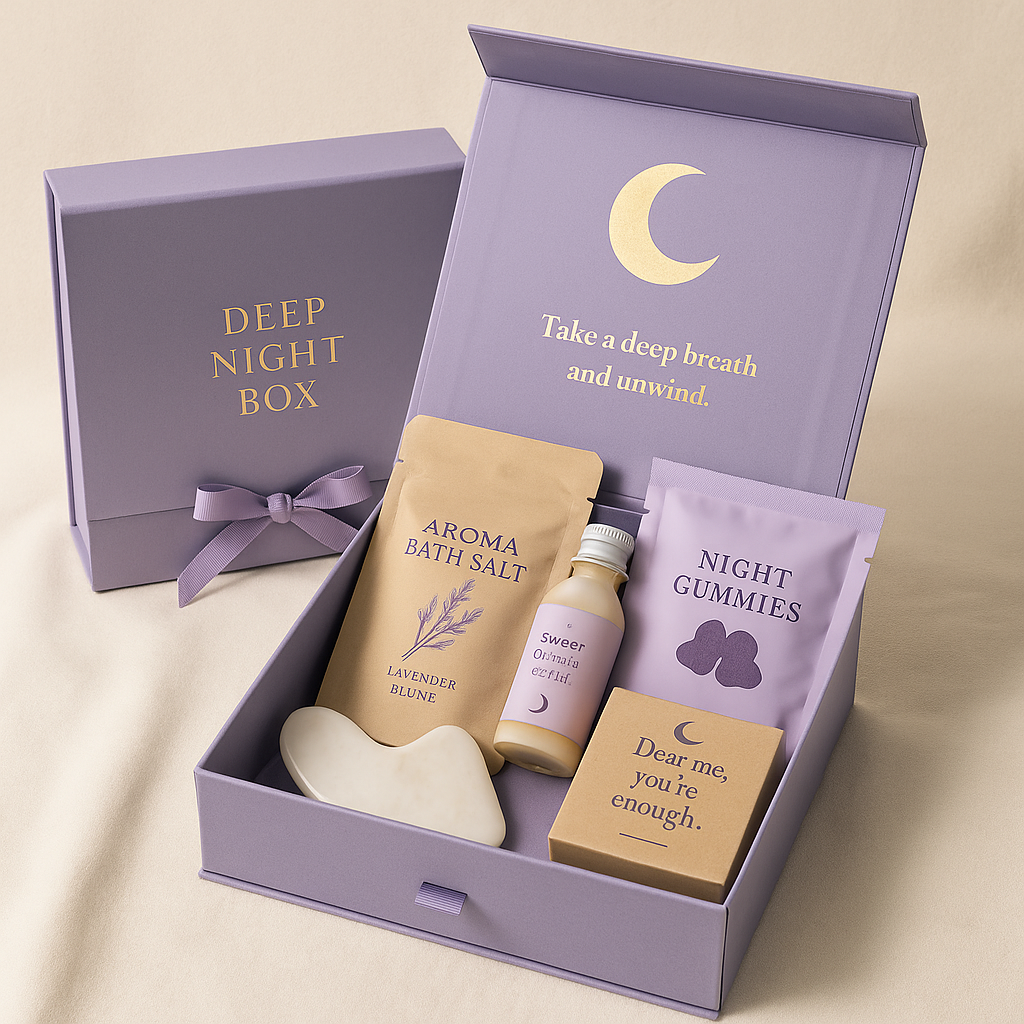 DEEP
NIGHT
BOX
Take a deep breath
and unwind.
AROMA
BATH SALT
LAVENDER
BLUNE
sweer
NIGHT
GUMMIES
Dear me,
you're
enough.